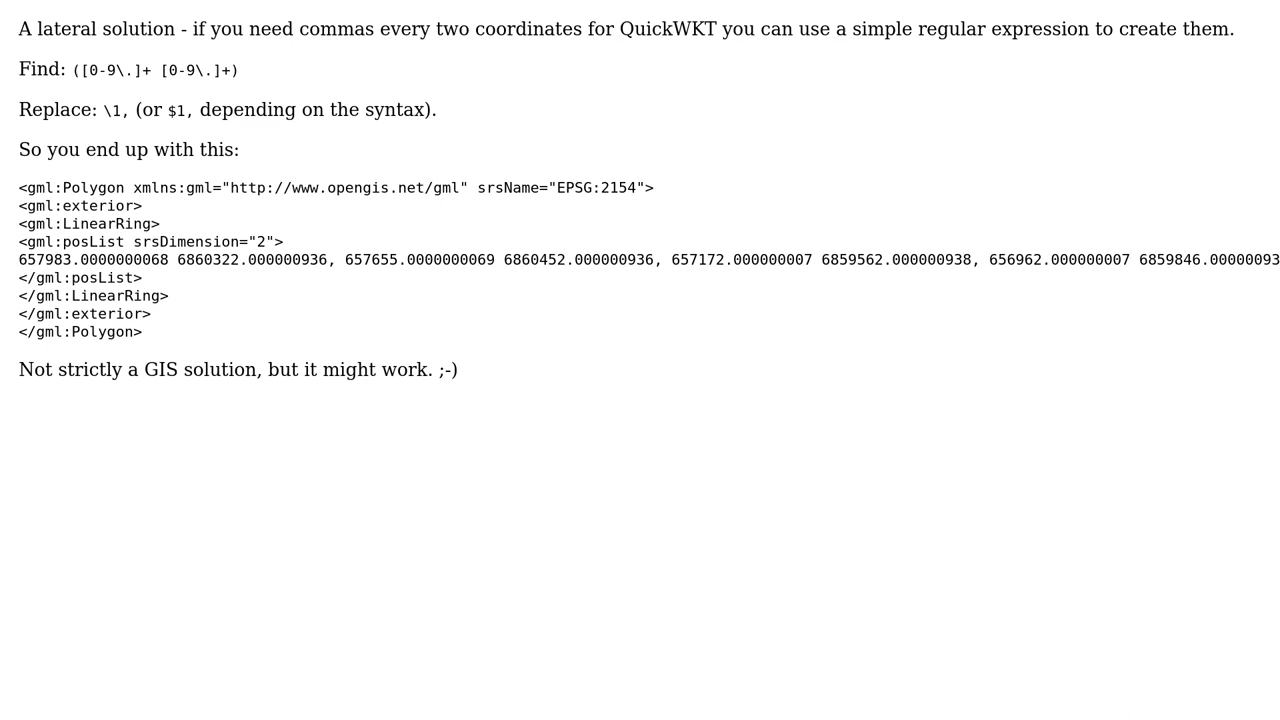 A lateral solution - if you need commas every two coordinates for QuickWKT you can use a simple regular expression to create them.
Find: ([0-9\.]+ [0-9\.]+)
Replace: \1, (or $1, depending on the syntax).
So you end up with this:
<gml:Polygon xmlns:gml="http://www.opengis.net/gml" srsName="EPSG:2154">
<gml:exterior>
<gml:LinearRing>
<gml:posList srsDimension="2">
657983.0000000068 6860322.000000936, 657655.0000000069 6860452.000000936, 657172.000000007 6859562.000000938, 656962.000000007 6859846.00000093
</gml:posList>
</gml:LinearRing>
</gml:exterior>
</gml:Polygon>
Not strictly a GIS solution, but it might work. ;-)